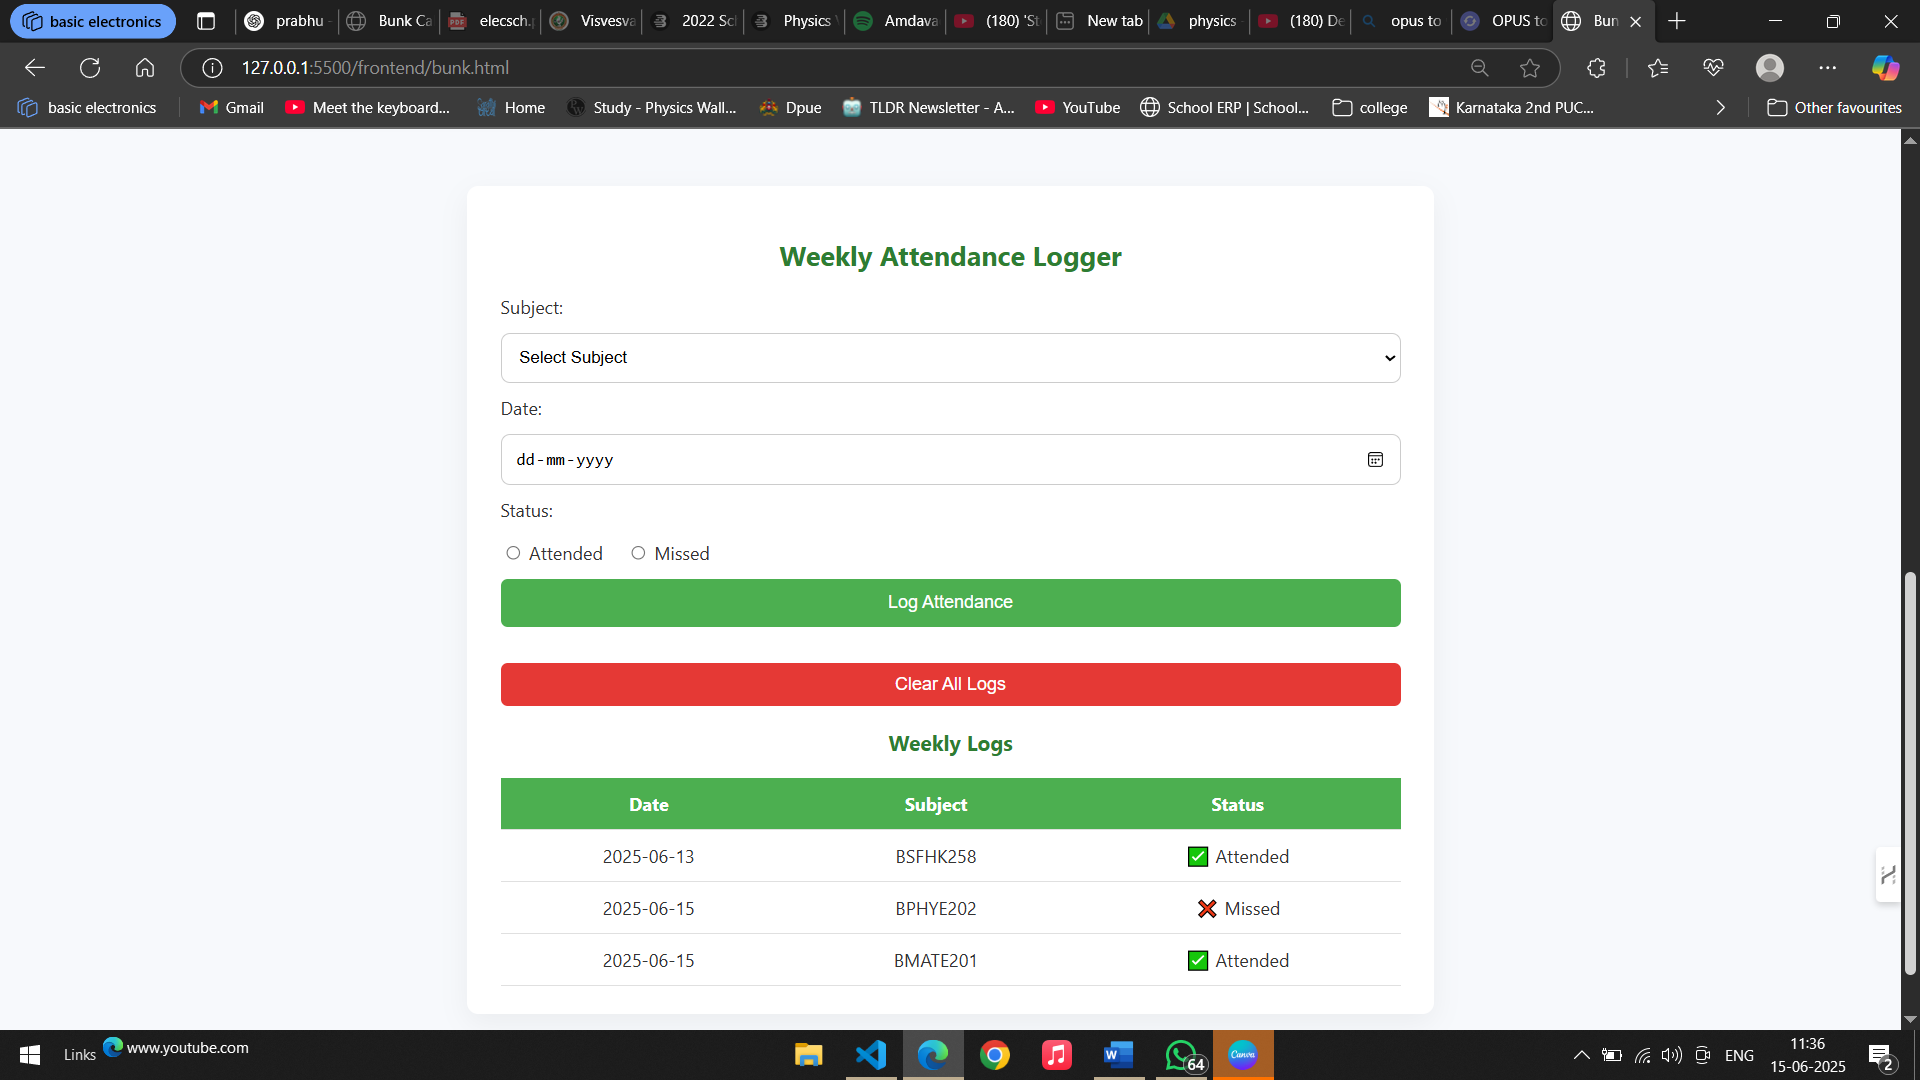 basic electronics
prabhu
Bunk Ca
elecsch.p
Visvesva
2022 Sch
Physics
Amdava
(180) 'St
New tab
physics
(180) De
opus to
OPUS to
Bun
127.0.0.1:5500/frontend/bunk.html
basic electronics
Gmail
Meet the keyboard...
Home
Study - Physics Wall...
Dpue
TLDR Newsletter - A...
YouTube
School ERP | School...
college
Karnataka 2nd PUC...
Other favourites
Weekly Attendance Logger
Subject:
Select Subject
Date:
dd-mm-yyyy
Status:
Attended Missed
Log Attendance
Clear All Logs
Weekly Logs
Date Subject Status
2025-06-13 BSFHK258 ✅ Attended
2025-06-15 BPHYE202 ❌ Missed
2025-06-15 BMATE201 ✅ Attended
Links
www.youtube.com
Canva
64
ENG
11:36
15-06-2025
2